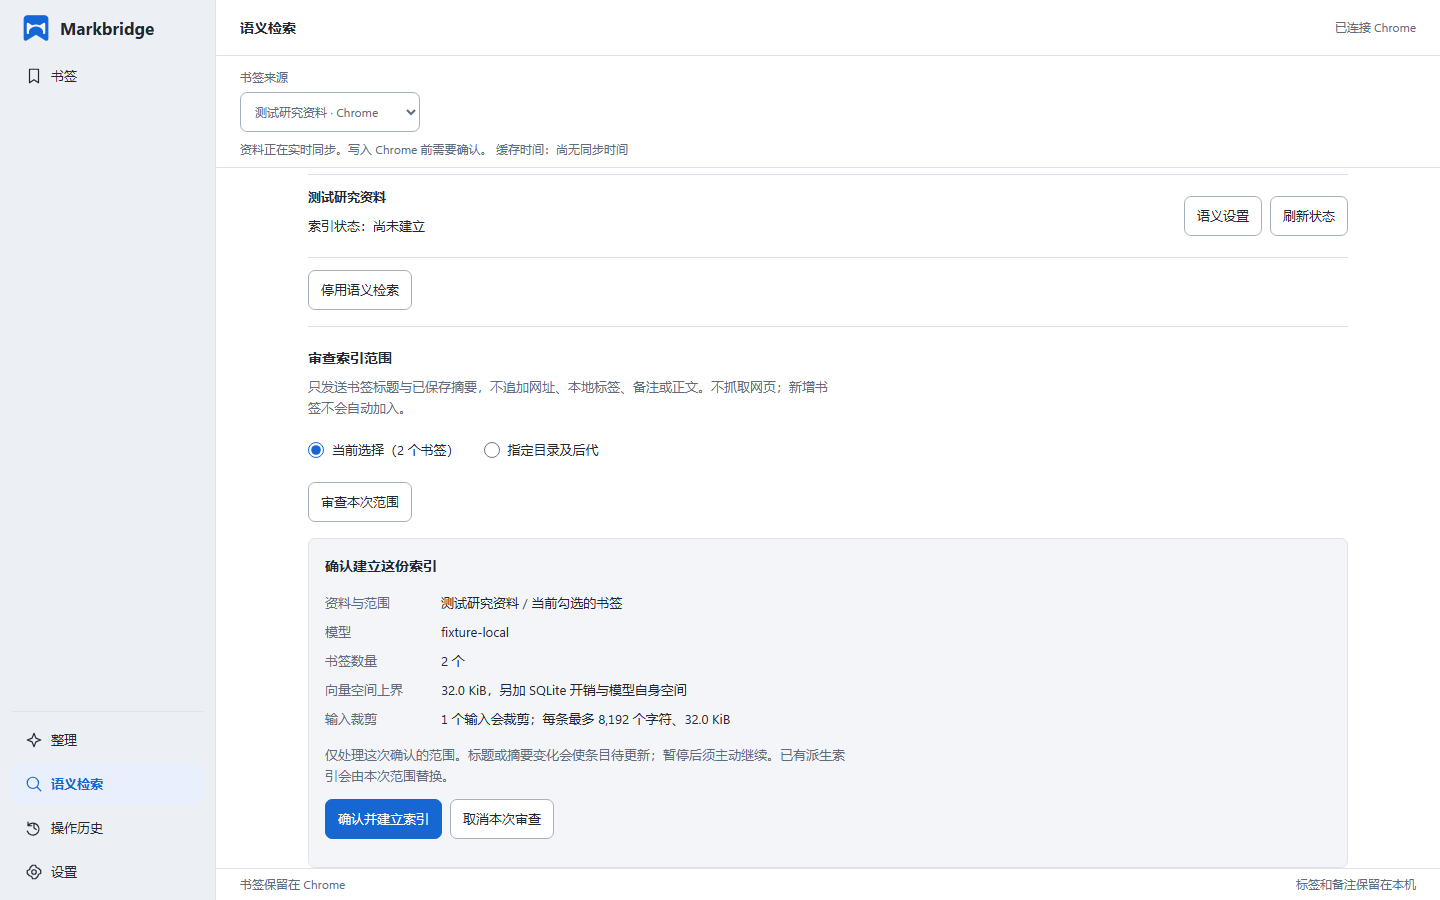 Markbridge
书签
整理
语义检索
操作历史
设置
语义检索
已连接 Chrome
书签来源
测试研究资料 · Chrome
资料正在实时同步。写入 Chrome 前需要确认。 缓存时间：尚无同步时间
测试研究资料
索引状态：尚未建立
语义设置
刷新状态
停用语义检索
审查索引范围
只发送书签标题与已保存摘要，不追加网址、本地标签、备注或正文。不抓取网页；新增书
签不会自动加入。
当前选择（2 个书签）
指定目录及后代
审查本次范围
确认建立这份索引
资料与范围 测试研究资料 / 当前勾选的书签
模型 fixture-local
书签数量 2 个
向量空间上界 32.0 KiB，另加 SQLite 开销与模型自身空间
输入裁剪 1 个输入会裁剪；每条最多 8,192 个字符、32.0 KiB
仅处理这次确认的范围。标题或摘要变化会使条目待更新；暂停后须主动继续。已有派生索
引会由本次范围替换。
确认并建立索引
取消本次审查
书签保留在 Chrome
标签和备注保留在本机